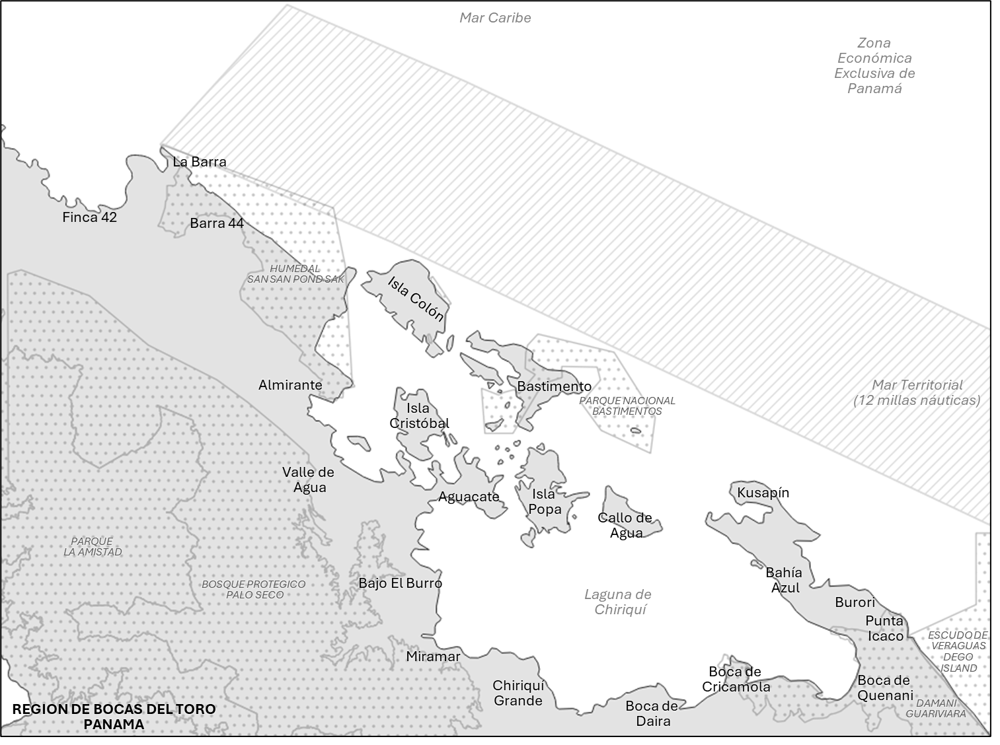 Mar Caribe
Zona
Económica
Exclusiva de
Panamá
La Barra
Finca 42
Barra 44
HUMEDAL
SAN SAN POND SAK
Isla Colón
Almirante
Bastimento
Mar Territorial
(12 millas náuticas)
PARQUE NACIONAL
BASTIMENTOS
Isla
Cristóbal
Valle de
Agua
Aguacate
Isla
Popa
Callo de
Agua
Kusapín
PARQUE
LA AMISTAD
BOSQUE PROTEGICO
PALO SECO
Bajo El Burro
Laguna de
Chiriquí
Bahía
Azul
Burori
Punta
Icaco
ESCUDO DE
VERAGUAS
DEGO
ISLAND
Miramar
Chiriquí
Grande
Boca de
Cricamola
Boca de
Quenani
Boca de
Daira
DAMANI
GUARIVIARA
REGION DE BOCAS DEL TORO
PANAMA